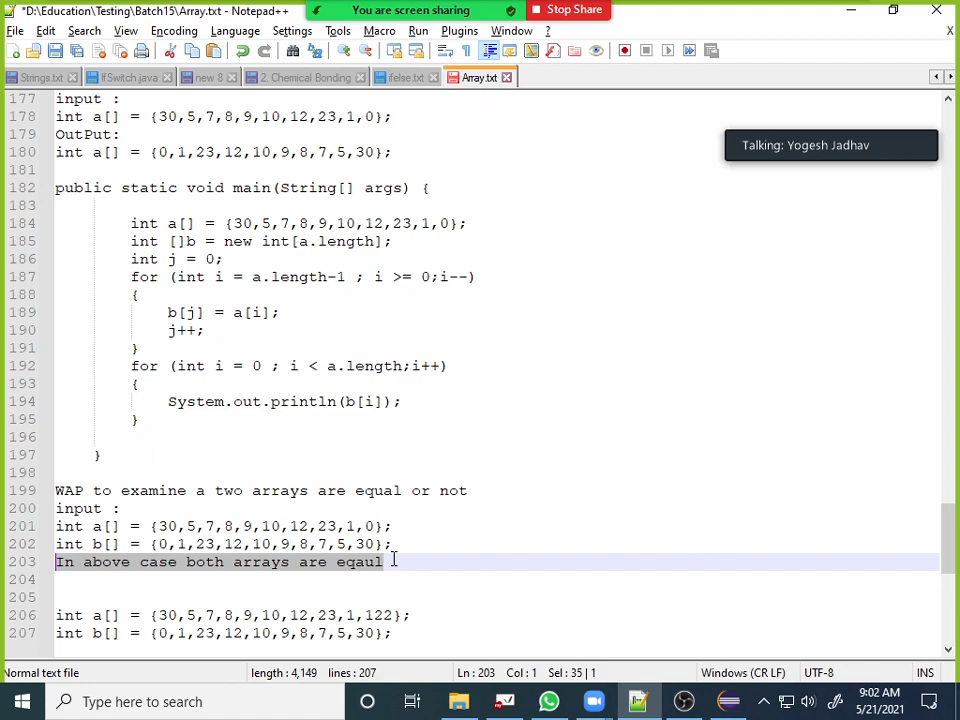 *D:\Education\Testing\Batch15\Array.txt - Notepad++
You are screen sharing
Stop Share
File Edit Search View Encoding Language Settings Tools Macro Run Plugins Window ? X
Strings.txt IfSwitch.java new 8 2. Chemical Bonding ifelse.txt Array.txt
Talking: Yogesh Jadhav
177 input :
178 int a[] = {30,5,7,8,9,10,12,23,1,0};
179 OutPut:
180 int a[] = {0,1,23,12,10,9,8,7,5,30};
181
182 public static void main(String[] args) {
183
184 int a[] = {30,5,7,8,9,10,12,23,1,0};
185 int []b = new int[a.length];
186 int j = 0;
187 for (int i = a.length-1 ; i >= 0;i--)
188 {
189 b[j] = a[i];
190 j++;
191 }
192 for (int i = 0 ; i < a.length;i++)
193 {
194 System.out.println(b[i]);
195 }
196
197 }
198
199 WAP to examine a two arrays are equal or not
200 input :
201 int a[] = {30,5,7,8,9,10,12,23,1,0};
202 int b[] = {0,1,23,12,10,9,8,7,5,30};
203 In above case both arrays are eqaul
204
205
206 int a[] = {30,5,7,8,9,10,12,23,1,122};
207 int b[] = {0,1,23,12,10,9,8,7,5,30};
Normal text file length : 4,149 lines : 207 Ln : 203 Col : 1 Sel : 35 | 1 Windows (CR LF) UTF-8 INS
Type here to search
9:02 AM
5/21/2021